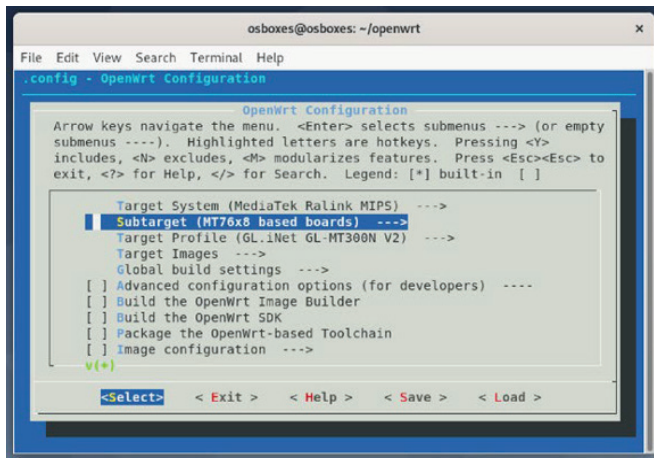 osboxes@osboxes: ~/openwrt
×
File Edit View Search Terminal Help
.config - OpenWrt Configuration
OpenWrt Configuration
Arrow keys navigate the menu. <Enter> selects submenus ---> (or empty
submenus ----). Highlighted letters are hotkeys. Pressing <Y>
includes, <N> excludes, <M> modularizes features. Press <Esc><Esc> to
exit, <?> for Help, </> for Search. Legend: [*] built-in [ ]
Target System (MediaTek Ralink MIPS) --->
Subtarget (MT76x8 based boards) --->
Target Profile (GL.iNet GL-MT300N V2) --->
Target Images --->
Global build settings --->
[ ] Advanced configuration options (for developers) ----
[ ] Build the OpenWrt Image Builder
[ ] Build the OpenWrt SDK
[ ] Package the OpenWrt-based Toolchain
[ ] Image configuration --->
v(+)
<Select> < Exit > < Help > < Save > < Load >